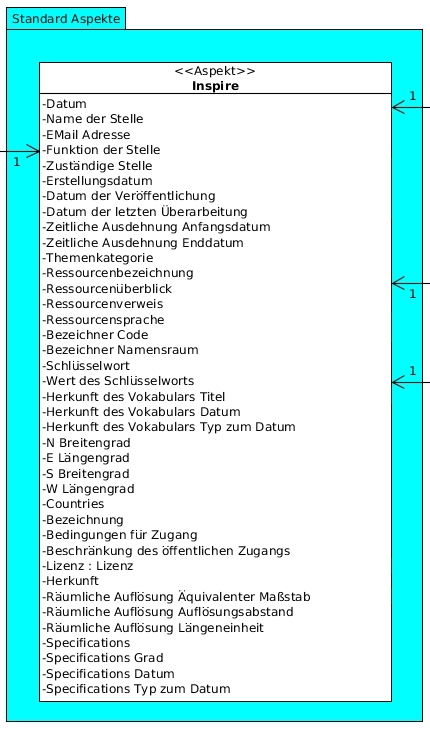 Standard Aspekte
<<Aspekt>>
Inspire
-Datum
-Name der Stelle
-EMail Adresse
-Funktion der Stelle
-Zuständige Stelle
-Erstellungsdatum
-Datum der Veröffentlichung
-Datum der letzten Überarbeitung
-Zeitliche Ausdehnung Anfangsdatum
-Zeitliche Ausdehnung Enddatum
-Themenkategorie
-Ressourcenbezeichnung
-Ressourcenüberblick
-Ressourcenverweis
-Ressourcensprache
-Bezeichner Code
-Bezeichner Namensraum
-Schlüsselwort
-Wert des Schlüsselworts
-Herkunft des Vokabulars Titel
-Herkunft des Vokabulars Datum
-Herkunft des Vokabulars Typ zum Datum
-N Breitengrad
-E Längengrad
-S Breitengrad
-W Längengrad
-Countries
-Bezeichnung
-Bedingungen für Zugang
-Beschränkung des öffentlichen Zugangs
-Lizenz : Lizenz
-Herkunft
-Räumliche Auflösung Äquivalenter Maßstab
-Räumliche Auflösung Auflösungsabstand
-Räumliche Auflösung Längeneinheit
-Specifications
-Specifications Grad
-Specifications Datum
-Specifications Typ zum Datum
1
1
1
1